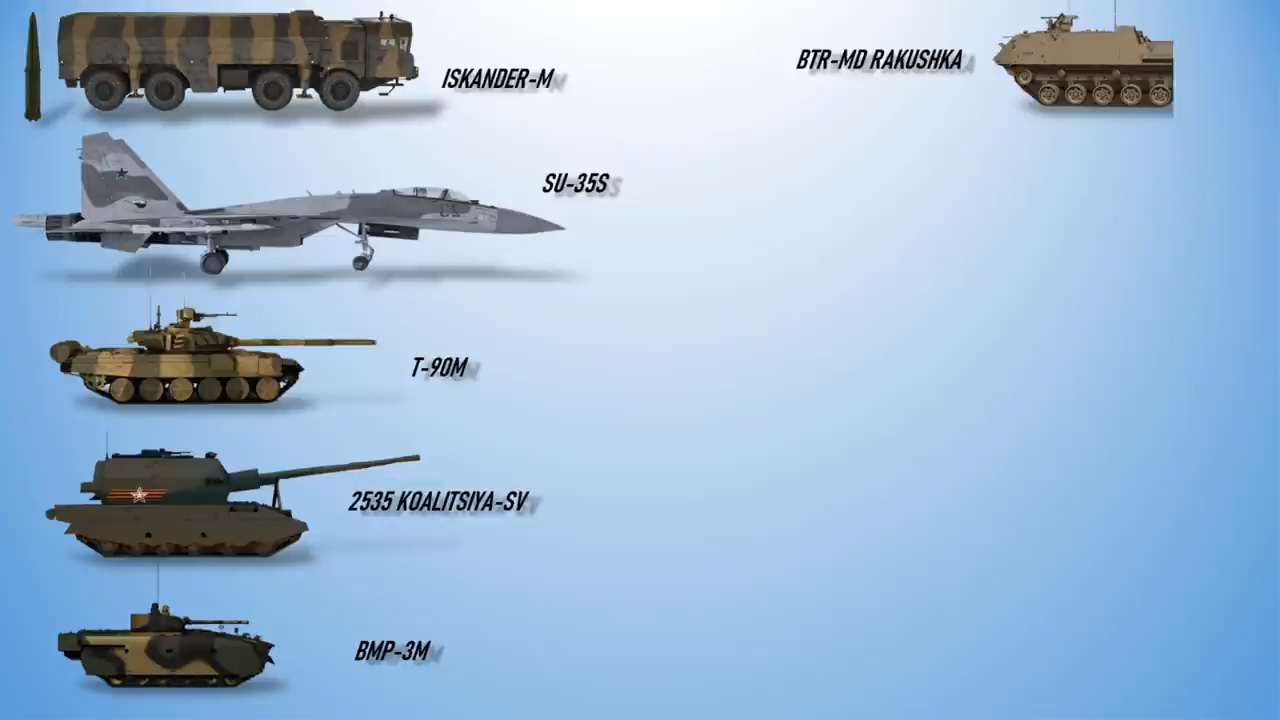 ISKANDER-M
BTR-MD RAKUSHKA
SU-35S
T-90M
2S35 KOALITSIYA-SV
BMP-3M